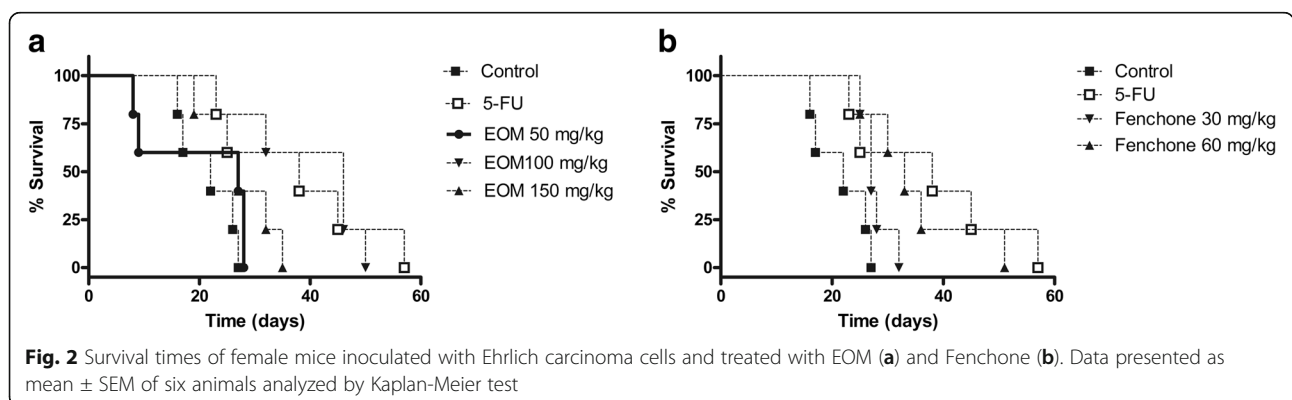 a
100
75
50
25
0
% Survival
0
20
40
60
Time (days)
Control
5-FU
EOM 50 mg/kg
EOM100 mg/kg
EOM 150 mg/kg
b
100
75
50
25
0
% Survival
0
20
40
60
Time (days)
Control
5-FU
Fenchone 30 mg/kg
Fenchone 60 mg/kg
Fig. 2 Survival times of female mice inoculated with Ehrlich carcinoma cells and treated with EOM (a) and Fenchone (b). Data presented as
mean ± SEM of six animals analyzed by Kaplan-Meier test